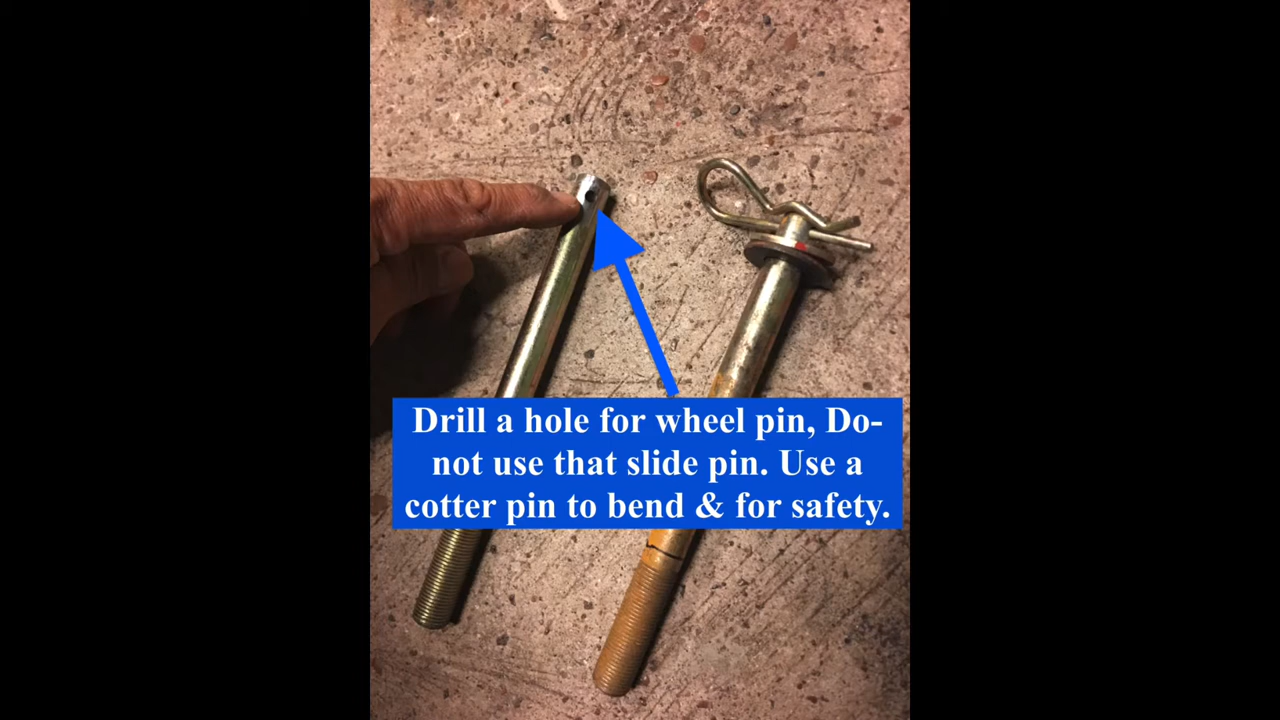 Drill a hole for wheel pin, Do-
not use that slide pin. Use a
cotter pin to bend & for safety.